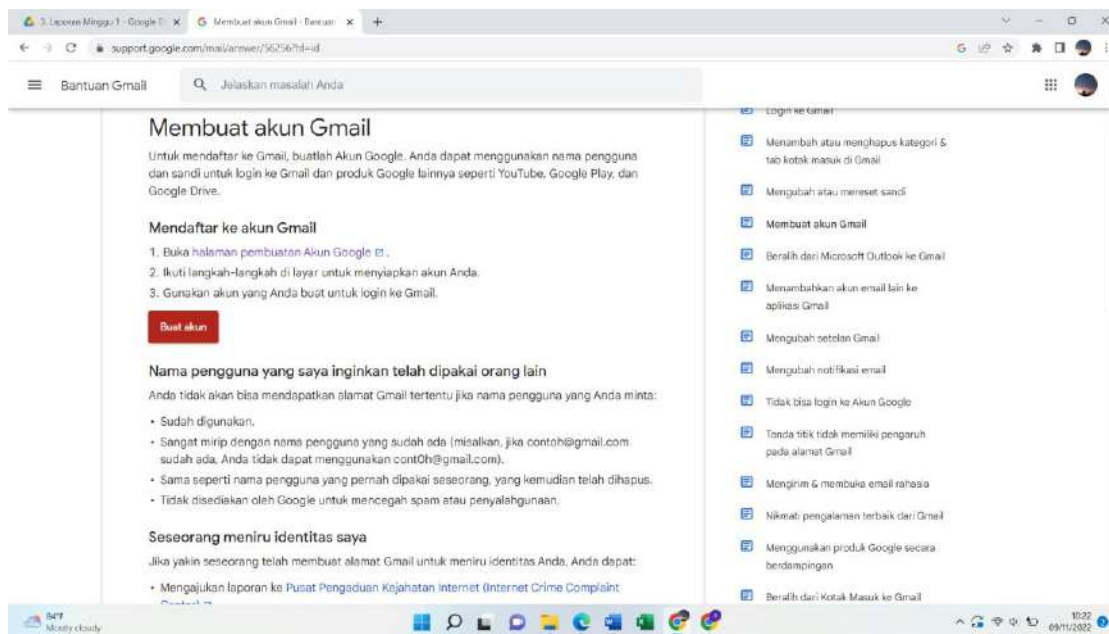 3. Laporan Minggu 1 - Google D
Membuat akun Gmail - Bantuan
support.google.com/mail/answer/56256?hl=id
Bantuan Gmail
Jelaskan masalah Anda
Membuat akun Gmail
Untuk mendaftar ke Gmail, buatlah Akun Google. Anda dapat menggunakan nama pengguna
dan sandi untuk login ke Gmail dan produk Google lainnya seperti YouTube, Google Play, dan
Google Drive.
Mendaftar ke akun Gmail
1. Buka halaman pembuatan Akun Google.
2. Ikuti langkah-langkah di layar untuk menyiapkan akun Anda.
3. Gunakan akun yang Anda buat untuk login ke Gmail.
Buat akun
Nama pengguna yang saya inginkan telah dipakai orang lain
Anda tidak akan bisa mendapatkan alamat Gmail tertentu jika nama pengguna yang Anda minta:
• Sudah digunakan.
• Sangat mirip dengan nama pengguna yang sudah ada (misalkan, jika contoh@gmail.com
sudah ada, Anda tidak dapat menggunakan cont0h@gmail.com).
• Sama seperti nama pengguna yang pernah dipakai seseorang, yang kemudian telah dihapus.
• Tidak disediakan oleh Google untuk mencegah spam atau penyalahgunaan.
Seseorang meniru identitas saya
Jika yakin seseorang telah membuat alamat Gmail untuk meniru identitas Anda, Anda dapat:
• Mengajukan laporan ke Pusat Pengaduan Kejahatan Internet (Internet Crime Complaint
Login ke Gmail
Menambah atau menghapus kategori &
tab kotak masuk di Gmail
Mengubah atau mereset sandi
Membuat akun Gmail
Beralih dari Microsoft Outlook ke Gmail
Menambahkan akun email lain ke
aplikasi Gmail
Mengubah setelan Gmail
Mengubah notifikasi email
Tidak bisa login ke Akun Google
Tanda titik tidak memiliki pengaruh
pada alamat Gmail
Mengirim & membuka email rahasia
Nikmati pengalaman terbaik dari Gmail
Menggunakan produk Google secara
berdampingan
Beralih dari Kotak Masuk ke Gmail
84°F
Mostly cloudy
10:22
09/11/2022